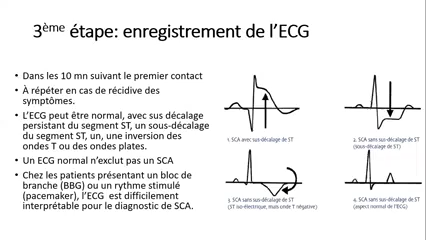 3ème étape: enregistrement de l'ECG
• Dans les 10 mn suivant le premier contact
• À répéter en cas de récidive des
symptômes.
• L'ECG peut être normal, avec sus décalage
persistant du segment ST, un sous-décalage
du segment ST, un, une inversion des
ondes T ou des ondes plates.
• Un ECG normal n'exclut pas un SCA
• Chez les patients présentant un bloc de
branche (BBG) ou un rythme stimulé
(pacemaker), l'ECG est difficilement
interprétable pour le diagnostic de SCA.
1. SCA avec sus-décalage de ST
2. SCA sans sus-décalage de ST
(sous-décalage de ST)
3. SCA sans sus-décalage de ST
(ST iso-électrique, mais onde T négative)
4. SCA sans sus-décalage de ST
(aspect normal de l'ECG)